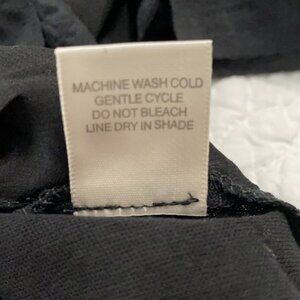 MACHINE WASH COLD
GENTLE CYCLE
DO NOT BLEACH
LINE DRY IN SHADE